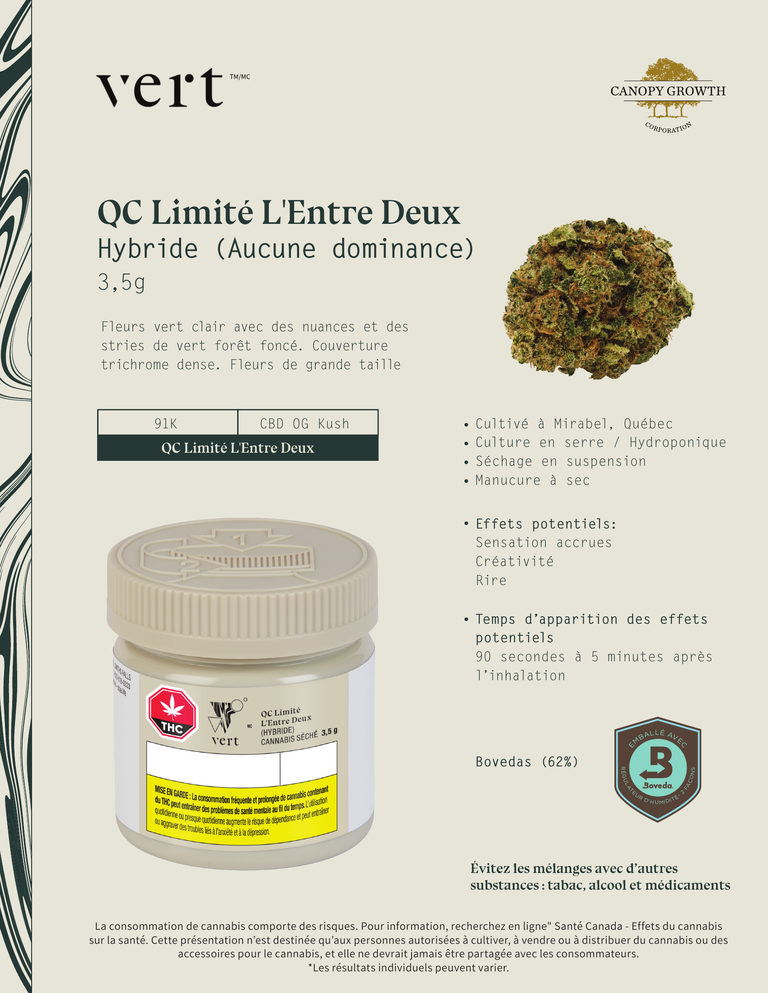 vert TM/MC
CANOPY GROWTH
CORPORATION
QC Limité L'Entre Deux
Hybride (Aucune dominance)
3,5g
Fleurs vert clair avec des nuances et des
stries de vert forêt foncé. Couverture
trichrome dense. Fleurs de grande taille
91K
CBD OG Kush
QC Limité L'Entre Deux
• Cultivé à Mirabel, Québec
• Culture en serre / Hydroponique
• Séchage en suspension
• Manucure à sec
• Effets potentiels:
Sensation accrues
Créativité
Rire
• Temps d’apparition des effets
potentiels
90 secondes à 5 minutes après
l’inhalation
THC
vert
MC
QC Limité
L'Entre Deux
(HYBRIDE)
CANNABIS SÉCHÉ 3,5 g
MISE EN GARDE : La consommation fréquente et prolongée de cannabis contenant
du THC peut entraîner des problèmes de santé mentale au fil du temps. L'utilisation
quotidienne ou presque quotidienne augmente le risque de dépendance et peut entraîner
ou aggraver des troubles liés à l'anxiété et à la dépression.
Bovedas (62%)
EMBALLÉ AVEC
B
Boveda
RÉGULATEUR D'HUMIDITÉ- 2 FAÇONS
Évitez les mélanges avec d’autres
substances : tabac, alcool et médicaments
La consommation de cannabis comporte des risques. Pour information, recherchez en ligne” Santé Canada - Effets du cannabis
sur la santé. Cette présentation n’est destinée qu’aux personnes autorisées à cultiver, à vendre ou à distribuer du cannabis ou des
accessoires pour le cannabis, et elle ne devrait jamais être partagée avec les consommateurs.
*Les résultats individuels peuvent varier.